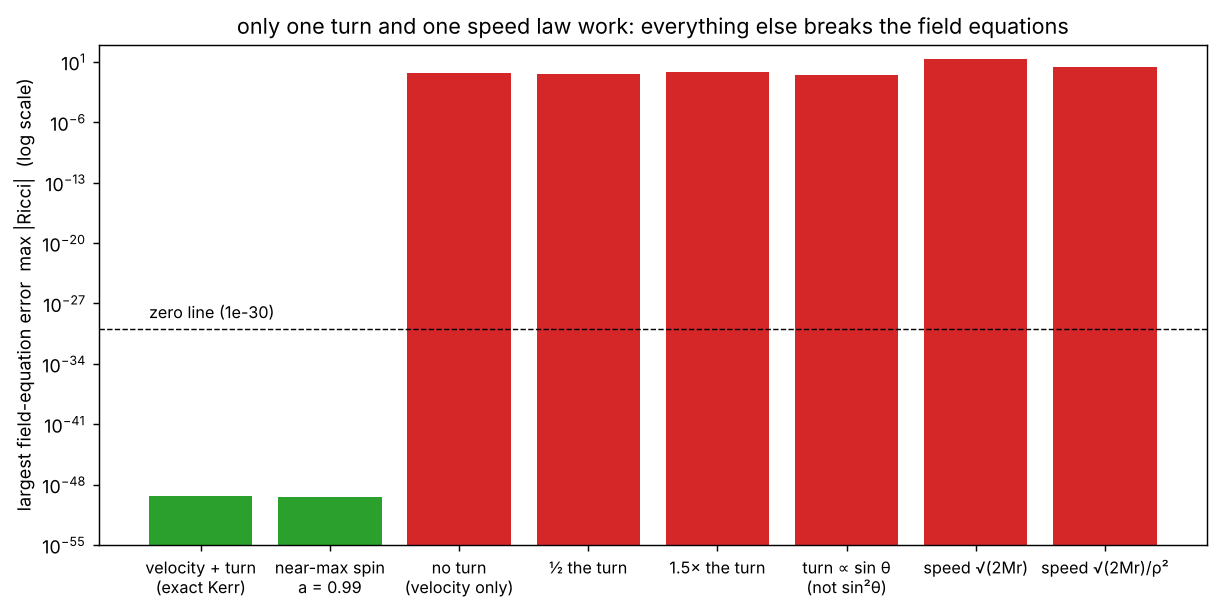 only one turn and one speed law work: everything else breaks the field equations
largest field-equation error max |Ricci| (log scale)
10¹
10⁻⁶
10⁻¹³
10⁻²⁰
10⁻²⁷
10⁻³⁴
10⁻⁴¹
10⁻⁴⁸
10⁻⁵⁵
zero line (1e-30)
velocity + turn
(exact Kerr)
near-max spin
a = 0.99
no turn
(velocity only)
½ the turn
1.5× the turn
turn ∝ sin θ
(not sin²θ)
speed √(2Mr)
speed √(2Mr)/ρ²